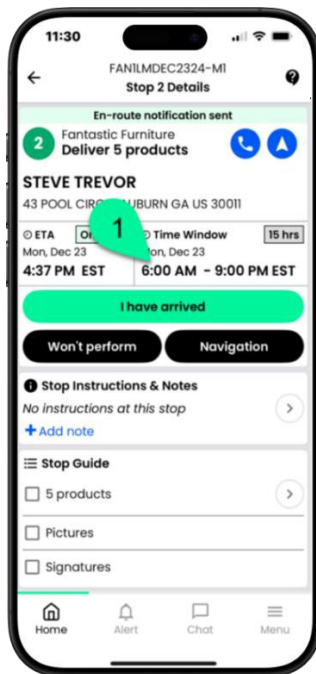 11:30
FAN1LMDEC2324-M1
Stop 2 Details
En-route notification sent
2
Fantastic Furniture
Deliver 5 products
STEVE TREVOR
43 POOL CIR AUBURN GA US 30011
1
ETA
Time Window
15 hrs
Mon, Dec 23
Dec 23
4:37 PM EST
6:00 AM - 9:00 PM EST
I have arrived
Won't perform
Navigation
Stop Instructions & Notes
No instructions at this stop
+Add note
Stop Guide
5 products
Pictures
Signatures
Home
Alert
Chat
Menu